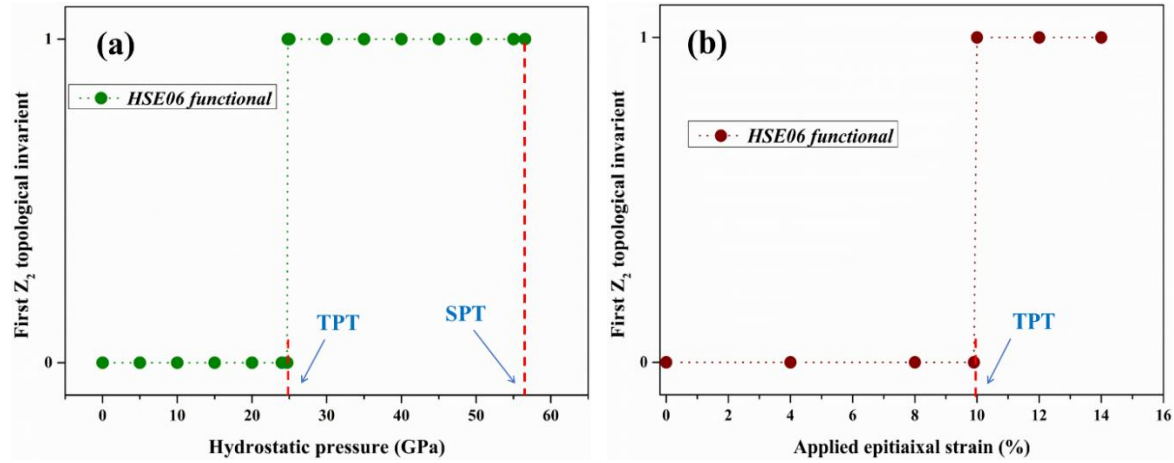 (a)
HSE06 functional
First Z2 topological invarient
1
0
TPT
SPT
0 10 20 30 40 50 60
Hydrostatic pressure (GPa)
(b)
HSE06 functional
First Z2 topological invarient
1
0
TPT
0 2 4 6 8 10 12 14 16
Applied epitiaixal strain (%)